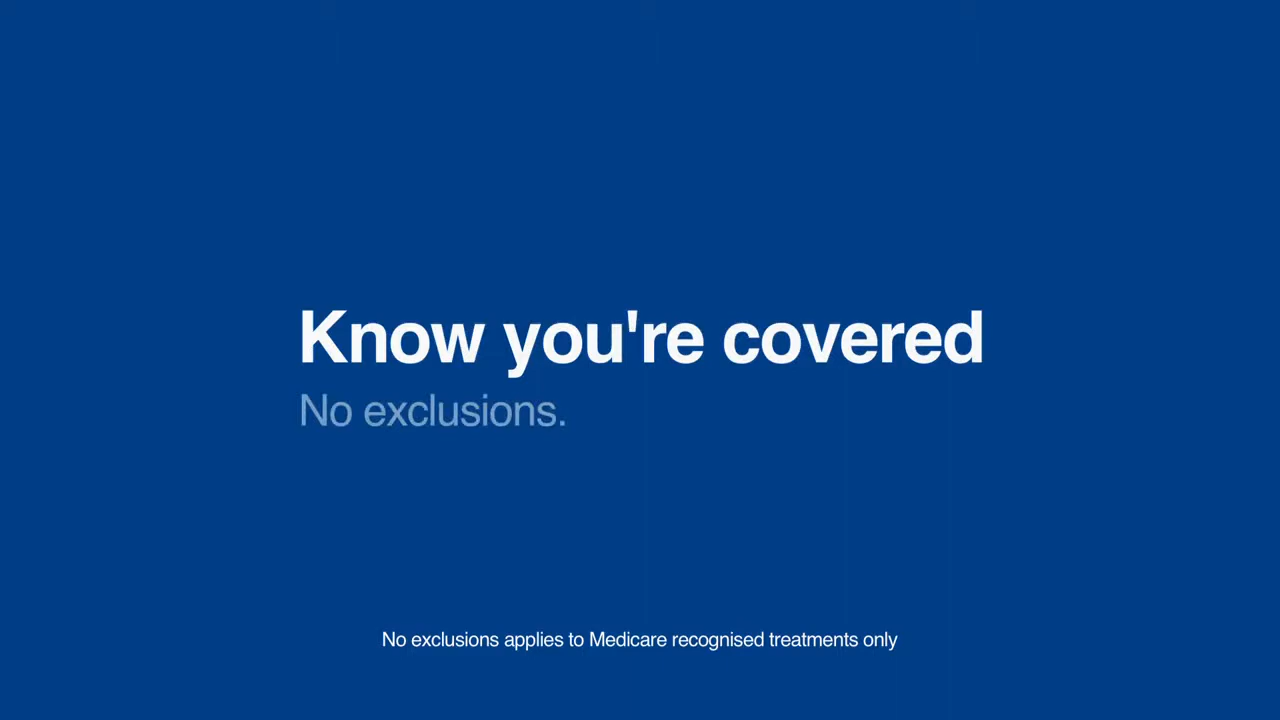 Know you're covered
No exclusions.
No exclusions applies to Medicare recognised treatments only